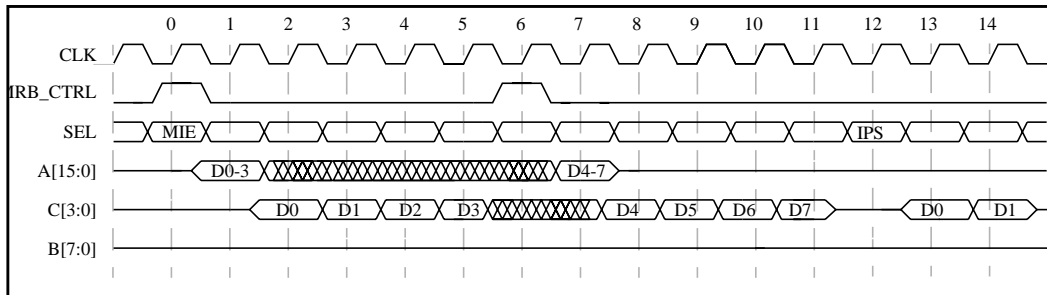 0 1 2 3 4 5 6 7 8 9 10 11 12 13 14
CLK
MRB_CTRL
SEL MIE IPS
A[15:0] D0-3 D4-7
C[3:0] D0 D1 D2 D3 D4 D5 D6 D7 D0 D1
B[7:0]